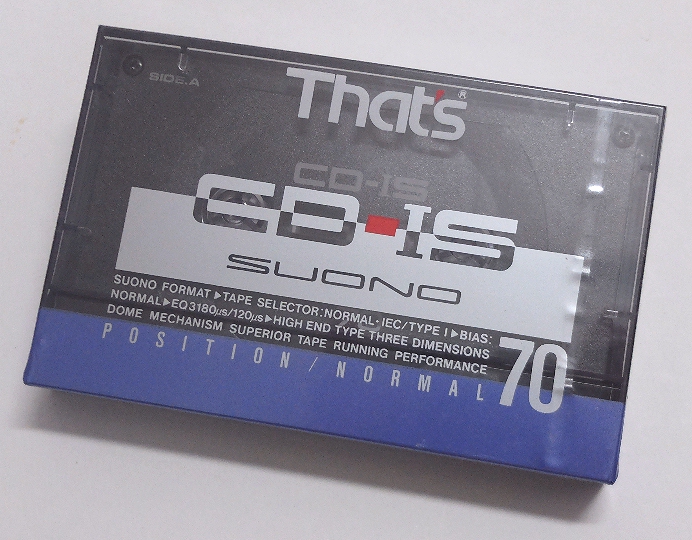 SIDE.A
That's®
CD-IS
CD-IS
SUONO
SUONO FORMAT ▶TAPE SELECTOR:NORMAL·IEC/TYPE I ▶BIAS:
NORMAL▶EQ3180µs/120µs▶HIGH END TYPE THREE DIMENSIONS
DOME MECHANISM SUPERIOR TAPE RUNNING PERFORMANCE
POSITION/NORMAL
70